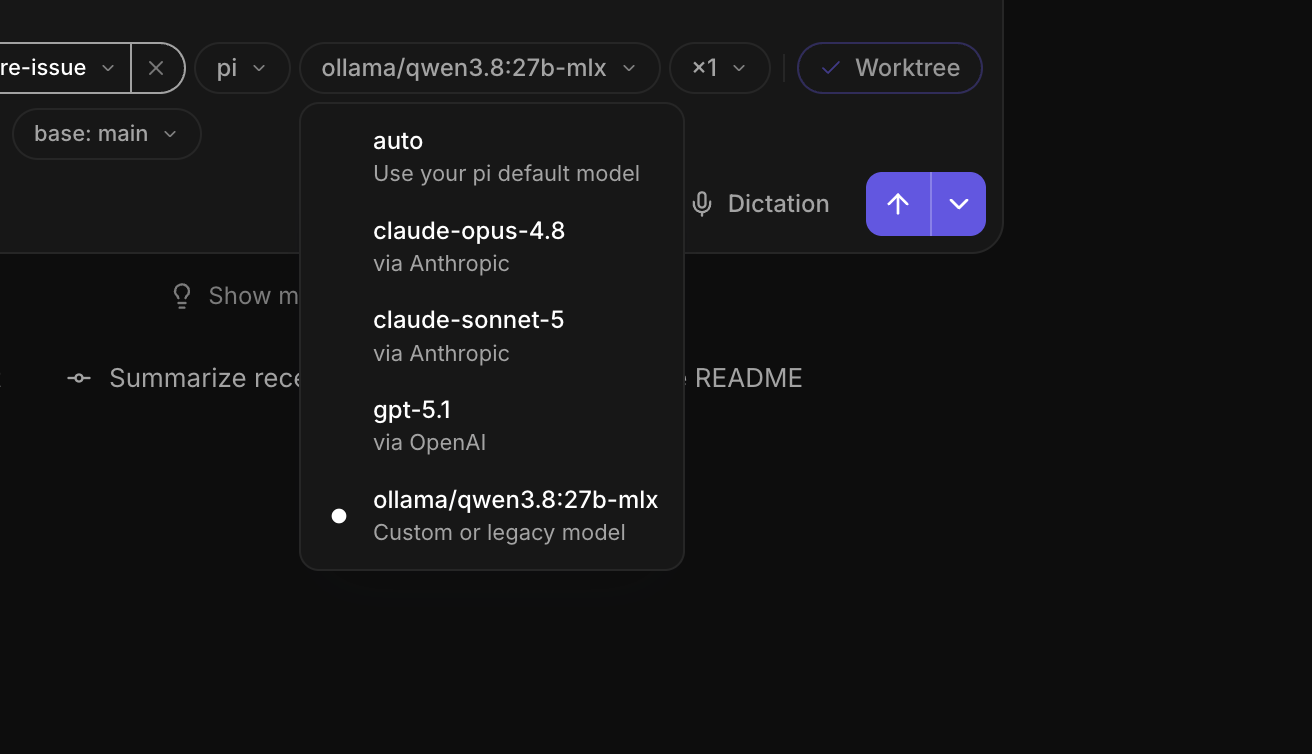 re-issue
pi
ollama/qwen3.8:27b-mlx
×1
Worktree
base: main
auto
Use your pi default model
claude-opus-4.8
via Anthropic
claude-sonnet-5
via Anthropic
gpt-5.1
via OpenAI
ollama/qwen3.8:27b-mlx
Custom or legacy model
Dictation
Show m
Summarize rece
README